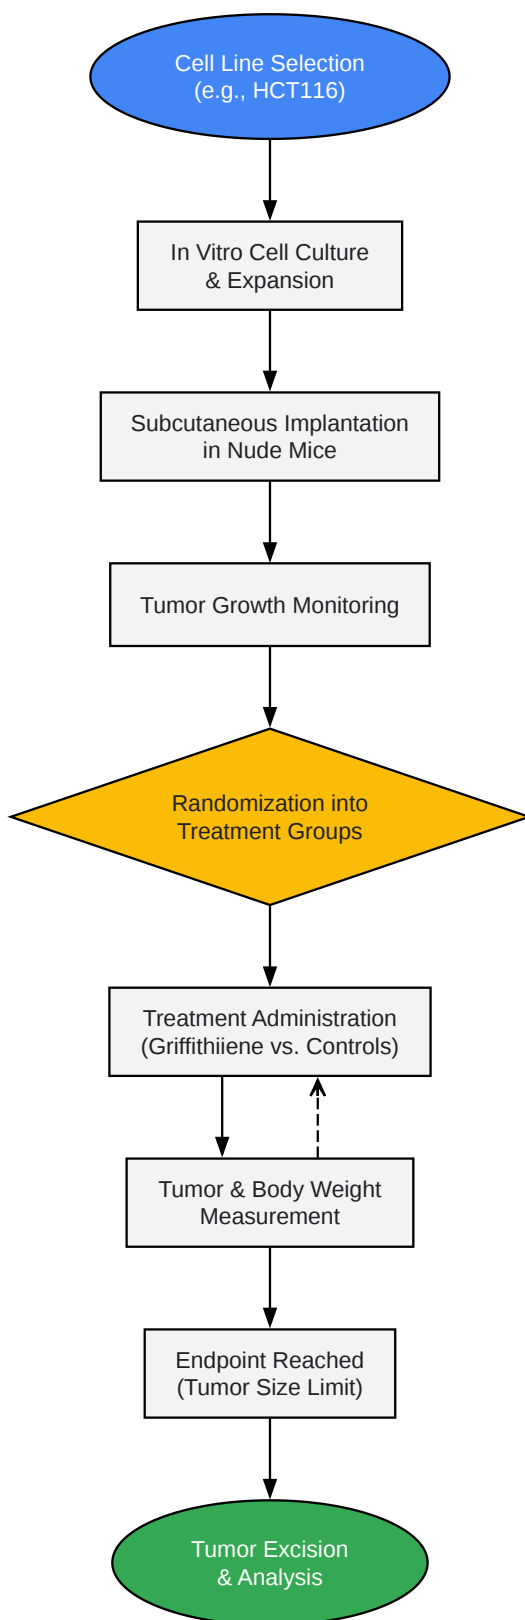 Cell Line Selection
(e.g., HCT116)
In Vitro Cell Culture
& Expansion
Subcutaneous Implantation
in Nude Mice
Tumor Growth Monitoring
Randomization into
Treatment Groups
Treatment Administration
(Griffithiiene vs. Controls)
Tumor & Body Weight
Measurement
Endpoint Reached
(Tumor Size Limit)
Tumor Excision
& Analysis